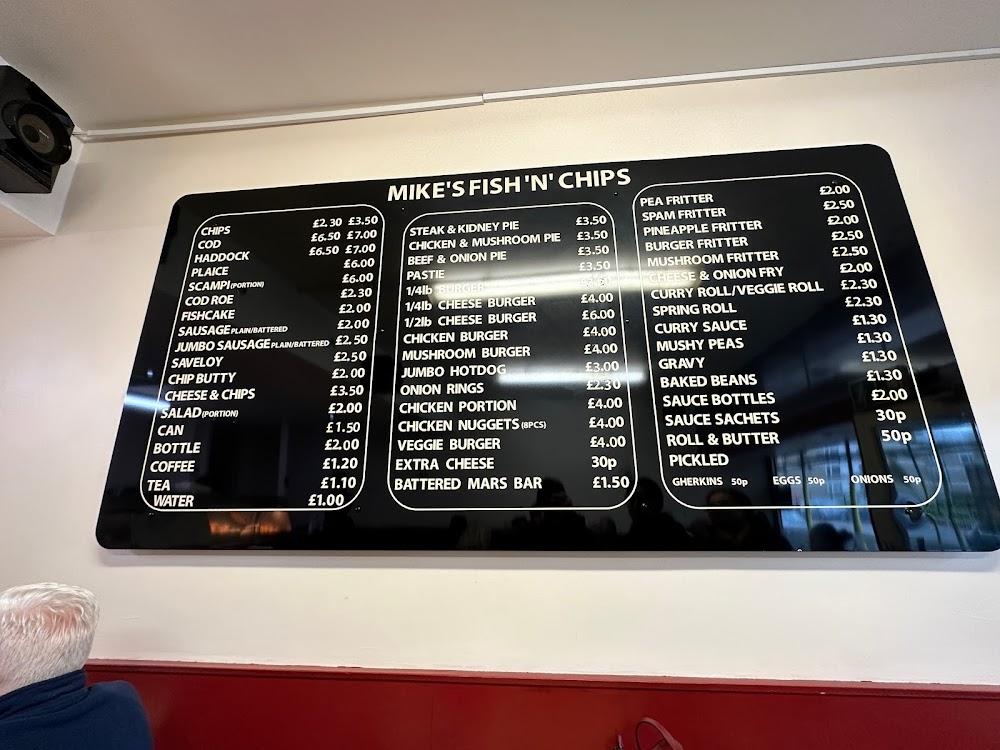 MIKE'S FISH 'N' CHIPS
CHIPS £2.30 £3.50
COD £6.50 £7.00
HADDOCK £6.50 £7.00
PLAICE £6.00
SCAMPI (PORTION) £6.00
COD ROE £2.30
FISHCAKE £2.00
SAUSAGE PLAIN/BATTERED £2.00
JUMBO SAUSAGE PLAIN/BATTERED £2.50
SAVELOY £2.50
CHIP BUTTY £2.00
CHEESE & CHIPS £3.50
SALAD (PORTION) £2.00
CAN £1.50
BOTTLE £2.00
COFFEE £1.20
TEA £1.10
WATER £1.00
STEAK & KIDNEY PIE £3.50
CHICKEN & MUSHROOM PIE £3.50
BEEF & ONION PIE £3.50
PASTIE £3.50
1/4lb BURGER
1/4lb CHEESE BURGER £4.00
1/2lb CHEESE BURGER £6.00
CHICKEN BURGER £4.00
MUSHROOM BURGER £4.00
JUMBO HOTDOG £3.00
ONION RINGS £2.30
CHICKEN PORTION £4.00
CHICKEN NUGGETS (8PCS) £4.00
VEGGIE BURGER £4.00
EXTRA CHEESE 30p
BATTERED MARS BAR £1.50
PEA FRITTER £2.00
SPAM FRITTER £2.50
PINEAPPLE FRITTER £2.00
BURGER FRITTER £2.50
MUSHROOM FRITTER £2.50
CHEESE & ONION FRY £2.00
CURRY ROLL/VEGGIE ROLL £2.30
SPRING ROLL £2.30
CURRY SAUCE £1.30
MUSHY PEAS £1.30
GRAVY £1.30
BAKED BEANS £1.30
SAUCE BOTTLES £2.00
SAUCE SACHETS 30p
ROLL & BUTTER 50p
PICKLED
GHERKINS 50p EGGS 50p ONIONS 50p